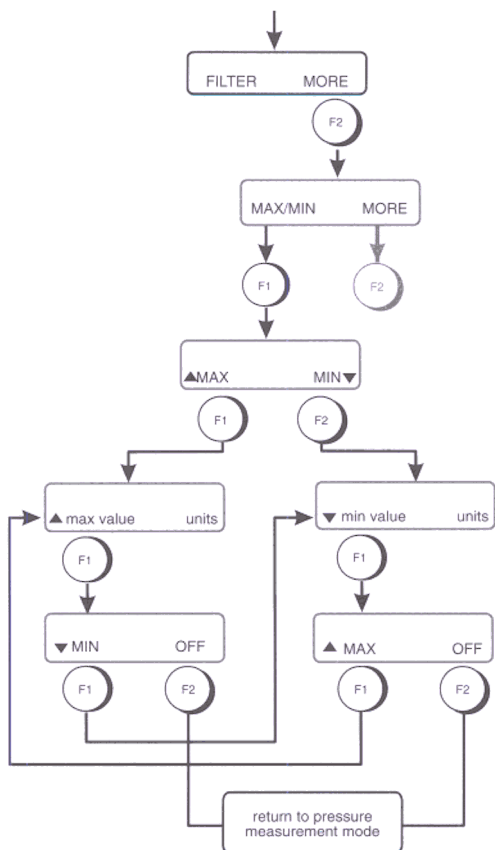 FILTER MORE
F2
MAX/MIN MORE
F1 F2
▲MAX MIN▼
F1 F2
▲ max value units
▼ min value units
F1 F1
▼ MIN OFF
▲ MAX OFF
F1 F2 F1 F2
return to pressure
measurement mode